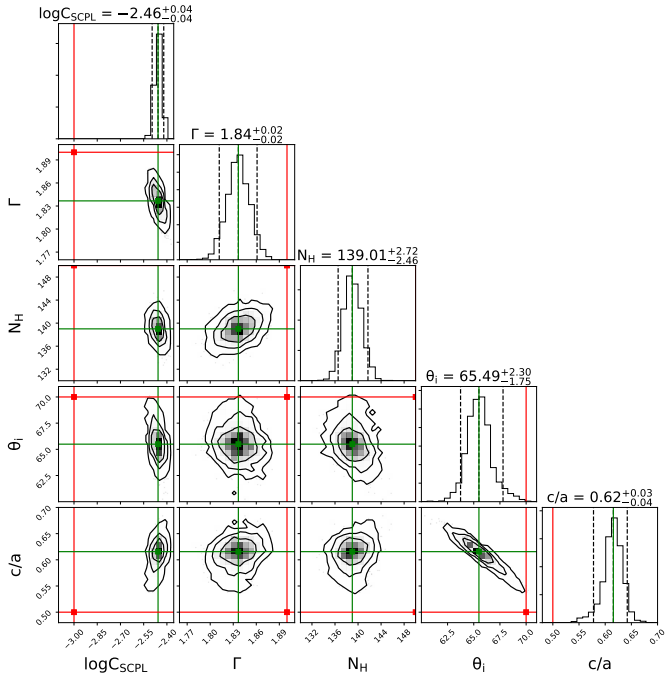 logC_SCPL = −2.46^{+0.04}_{−0.04}
Γ = 1.84^{+0.02}_{−0.02}
1.89
1.86
1.83
1.80
1.77
Γ
N_H = 139.01^{+2.72}_{−2.46}
148
144
140
136
132
N_H
θ_i = 65.49^{+2.30}_{−1.75}
70.0
67.5
65.0
62.5
θ_i
c/a = 0.62^{+0.03}_{−0.04}
0.70
0.65
0.60
0.55
0.50
c/a
−3.00 −2.85 −2.70 −2.55 −2.40 1.77 1.80 1.83 1.86 1.89 132 136 140 144 148 62.5 65.0 67.5 70.0 0.50 0.55 0.60 0.65 0.70
logC_SCPL Γ N_H θ_i c/a